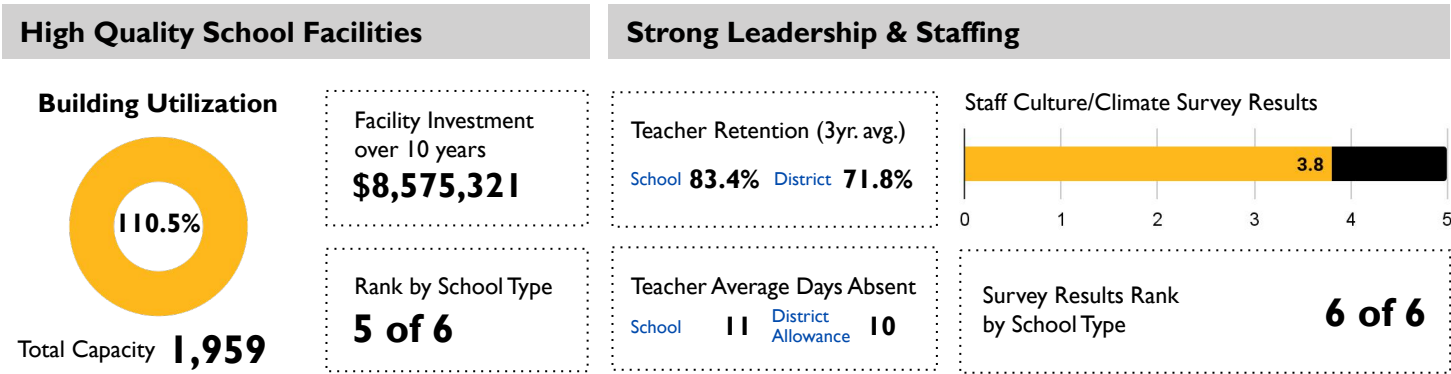 High Quality School Facilities
Building Utilization
110.5%
Total Capacity 1,959
Facility Investment
over 10 years
$8,575,321
Rank by School Type
5 of 6
Strong Leadership & Staffing
Teacher Retention (3yr. avg.)
School 83.4% District 71.8%
Teacher Average Days Absent
School 11 District Allowance 10
Staff Culture/Climate Survey Results
3.8
0 1 2 3 4 5
Survey Results Rank
by School Type
6 of 6